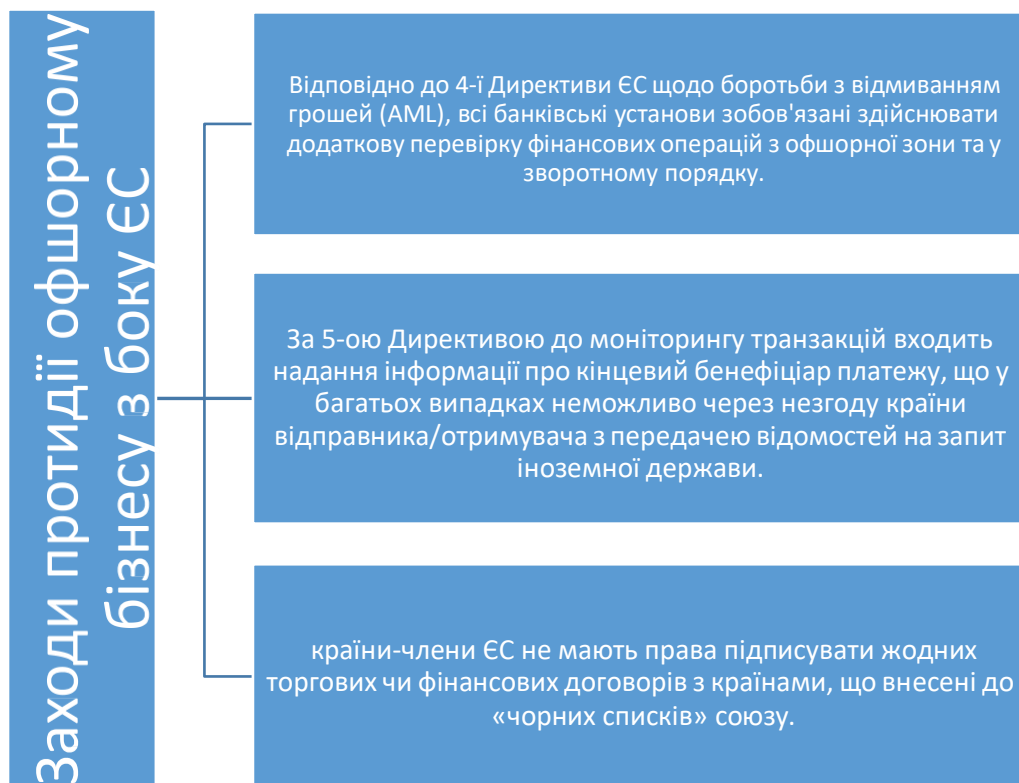 Заходи протидії офшорному
бізнесу з боку ЄС
Відповідно до 4-ї Директиви ЄС щодо боротьби з відмиванням
грошей (AML), всі банківські установи зобов'язані здійснювати
додаткову перевірку фінансових операцій з офшорної зони та у
зворотному порядку.
За 5-ою Директивою до моніторингу транзакцій входить
надання інформації про кінцевий бенефіціар платежу, що у
багатьох випадках неможливо через незгоду країни
відправника/отримувача з передачею відомостей на запит
іноземної держави.
країни-члени ЄС не мають права підписувати жодних
торгових чи фінансових договорів з країнами, що внесені до
«чорних списків» союзу.